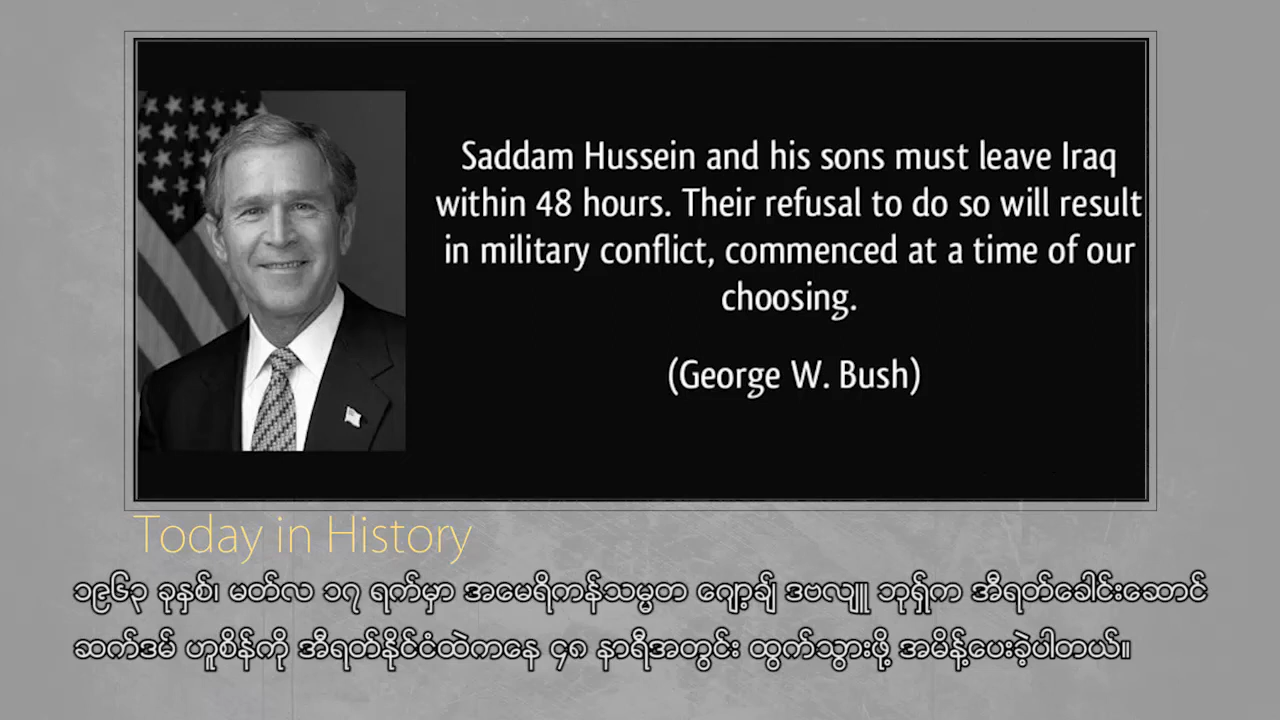 Saddam Hussein and his sons must leave Iraq
within 48 hours. Their refusal to do so will result
in military conflict, commenced at a time of our
choosing.
(George W. Bush)
Today in History
၁၉၆၃ ခုနှစ်၊ မတ်လ ၁၇ ရက်မှာ အမေရိကန်သမ္မတ ဂျော့ချ် ဒဗလျူ ဘုရှ်က အီရတ်ခေါင်းဆောင်
ဆက်ဒမ် ဟူစိန်ကို အီရတ်နိုင်ငံထဲကနေ ၄၈ နာရီအတွင်း ထွက်သွားဖို့ အမိန့်ပေးခဲ့ပါတယ်။